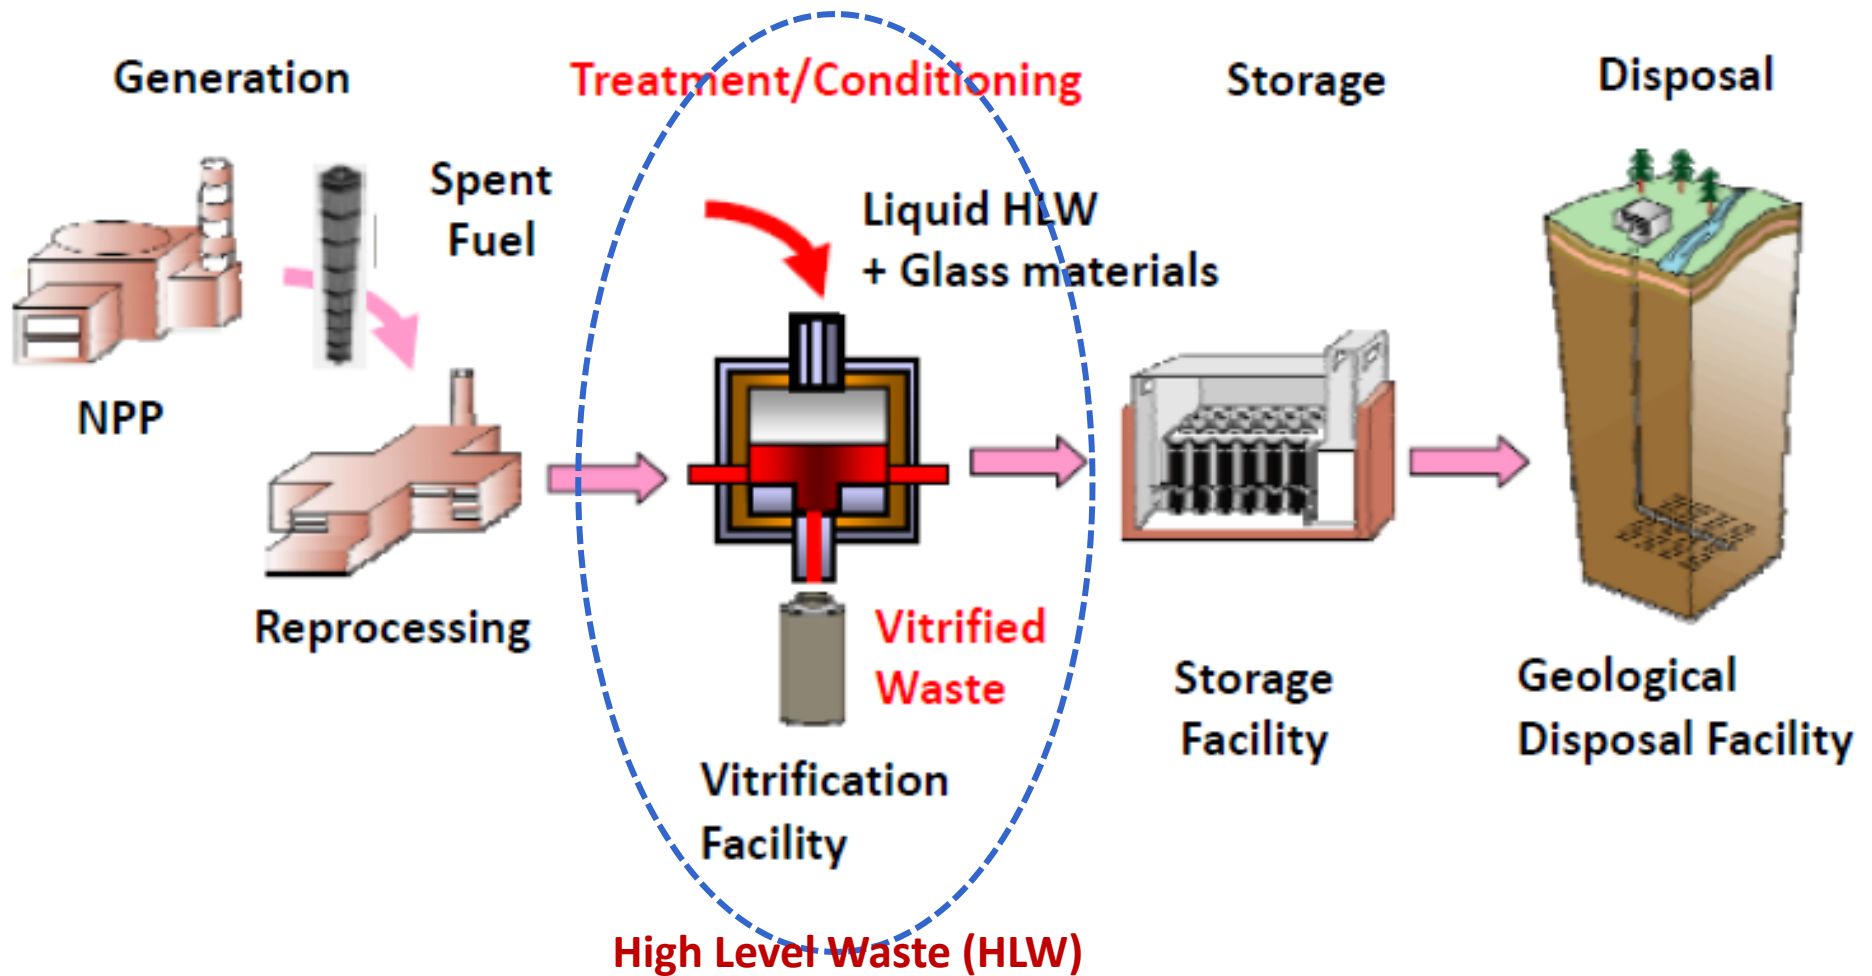 Generation
Treatment/Conditioning
Storage
Disposal
Spent
Fuel
NPP
Reprocessing
Liquid HLW
+ Glass materials
Vitrified
Waste
Vitrification
Facility
Storage
Facility
Geological
Disposal Facility
High Level Waste (HLW)